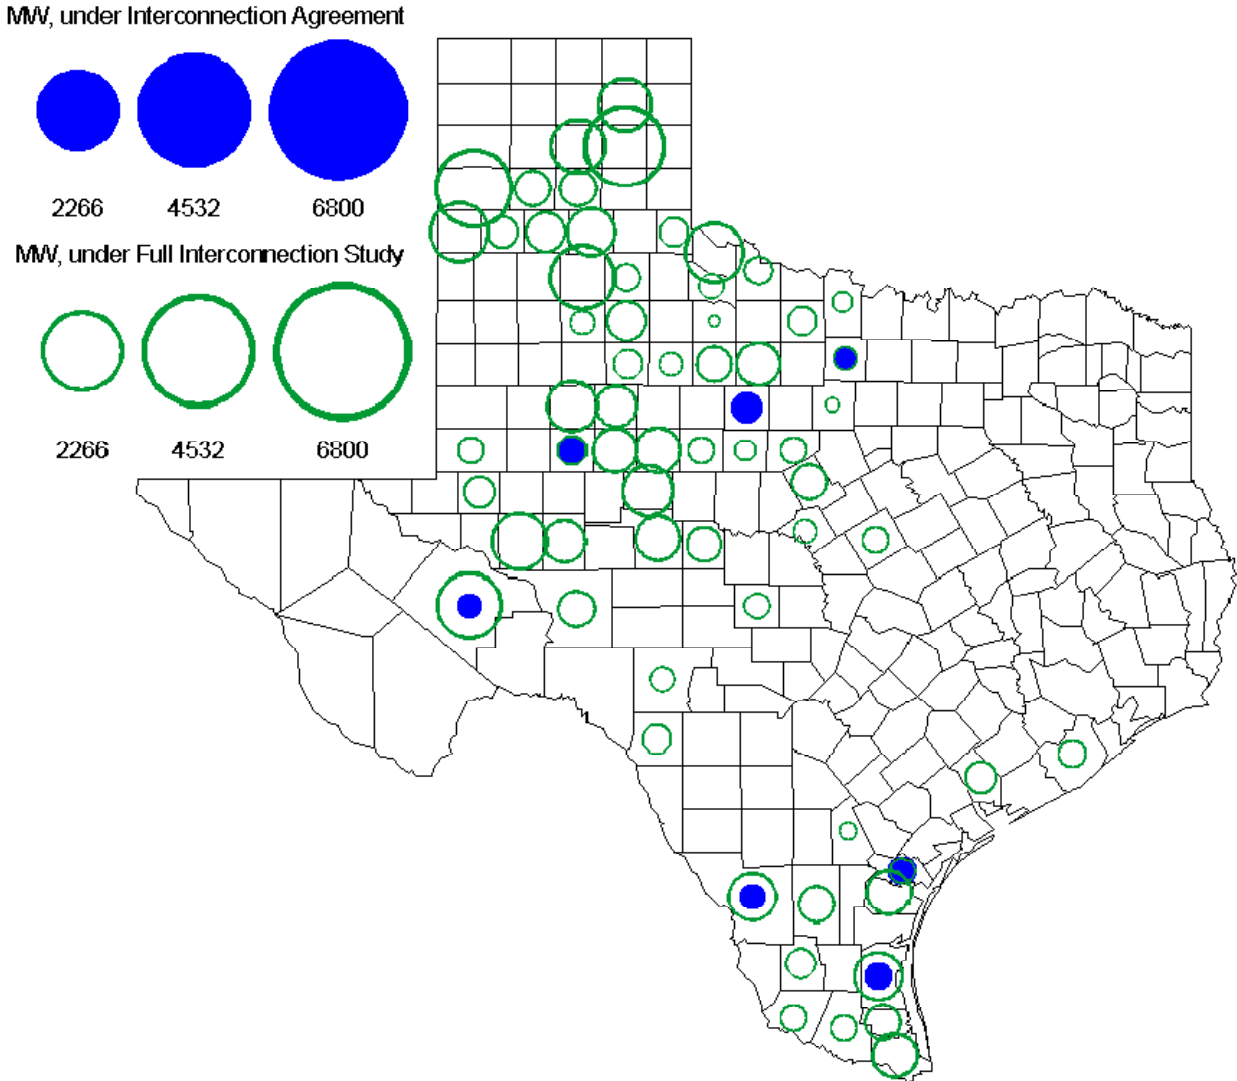 MW, under Interconnection Agreement
2266 4532 6800
MW, under Full Interconnection Study
2266 4532 6800